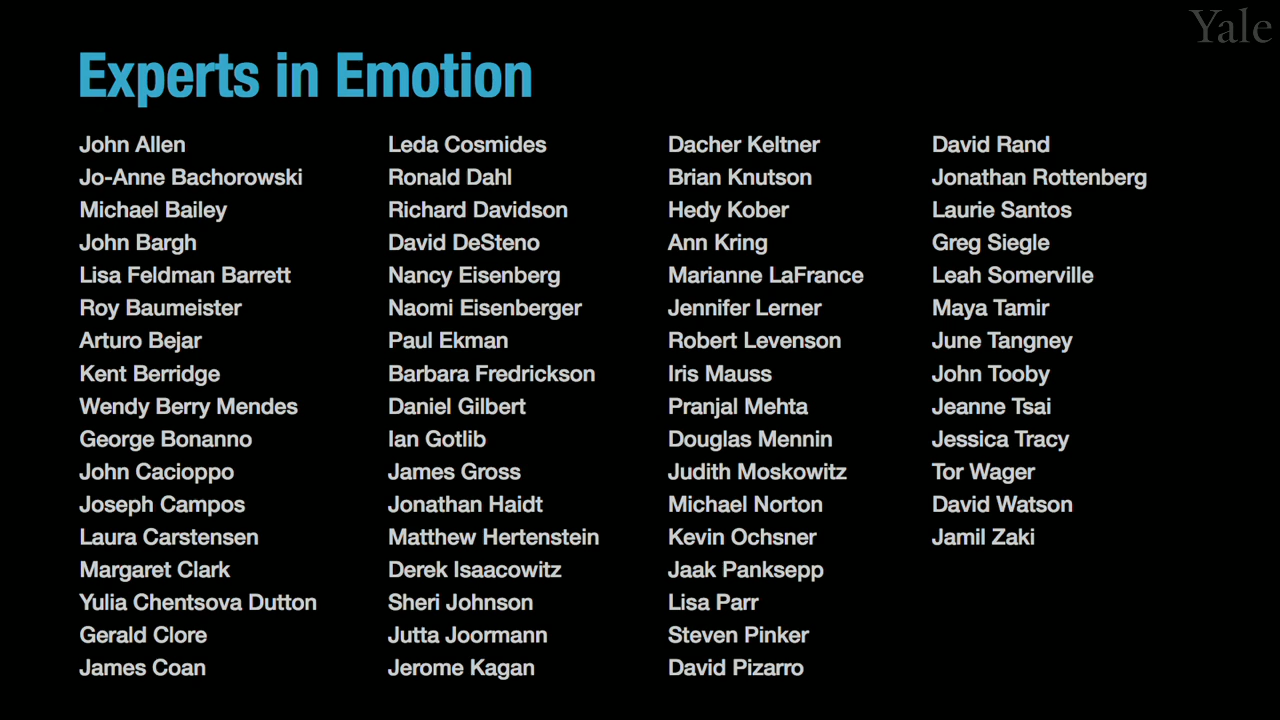 Yale
Experts in Emotion
John Allen
Jo-Anne Bachorowski
Michael Bailey
John Bargh
Lisa Feldman Barrett
Roy Baumeister
Arturo Bejar
Kent Berridge
Wendy Berry Mendes
George Bonanno
John Cacioppo
Joseph Campos
Laura Carstensen
Margaret Clark
Yulia Chentsova Dutton
Gerald Clore
James Coan
Leda Cosmides
Ronald Dahl
Richard Davidson
David DeSteno
Nancy Eisenberg
Naomi Eisenberger
Paul Ekman
Barbara Fredrickson
Daniel Gilbert
Ian Gotlib
James Gross
Jonathan Haidt
Matthew Hertenstein
Derek Isaacowitz
Sheri Johnson
Jutta Joormann
Jerome Kagan
Dacher Keltner
Brian Knutson
Hedy Kober
Ann Kring
Marianne LaFrance
Jennifer Lerner
Robert Levenson
Iris Mauss
Pranjal Mehta
Douglas Mennin
Judith Moskowitz
Michael Norton
Kevin Ochsner
Jaak Panksepp
Lisa Parr
Steven Pinker
David Pizarro
David Rand
Jonathan Rottenberg
Laurie Santos
Greg Siegle
Leah Somerville
Maya Tamir
June Tangney
John Tooby
Jeanne Tsai
Jessica Tracy
Tor Wager
David Watson
Jamil Zaki